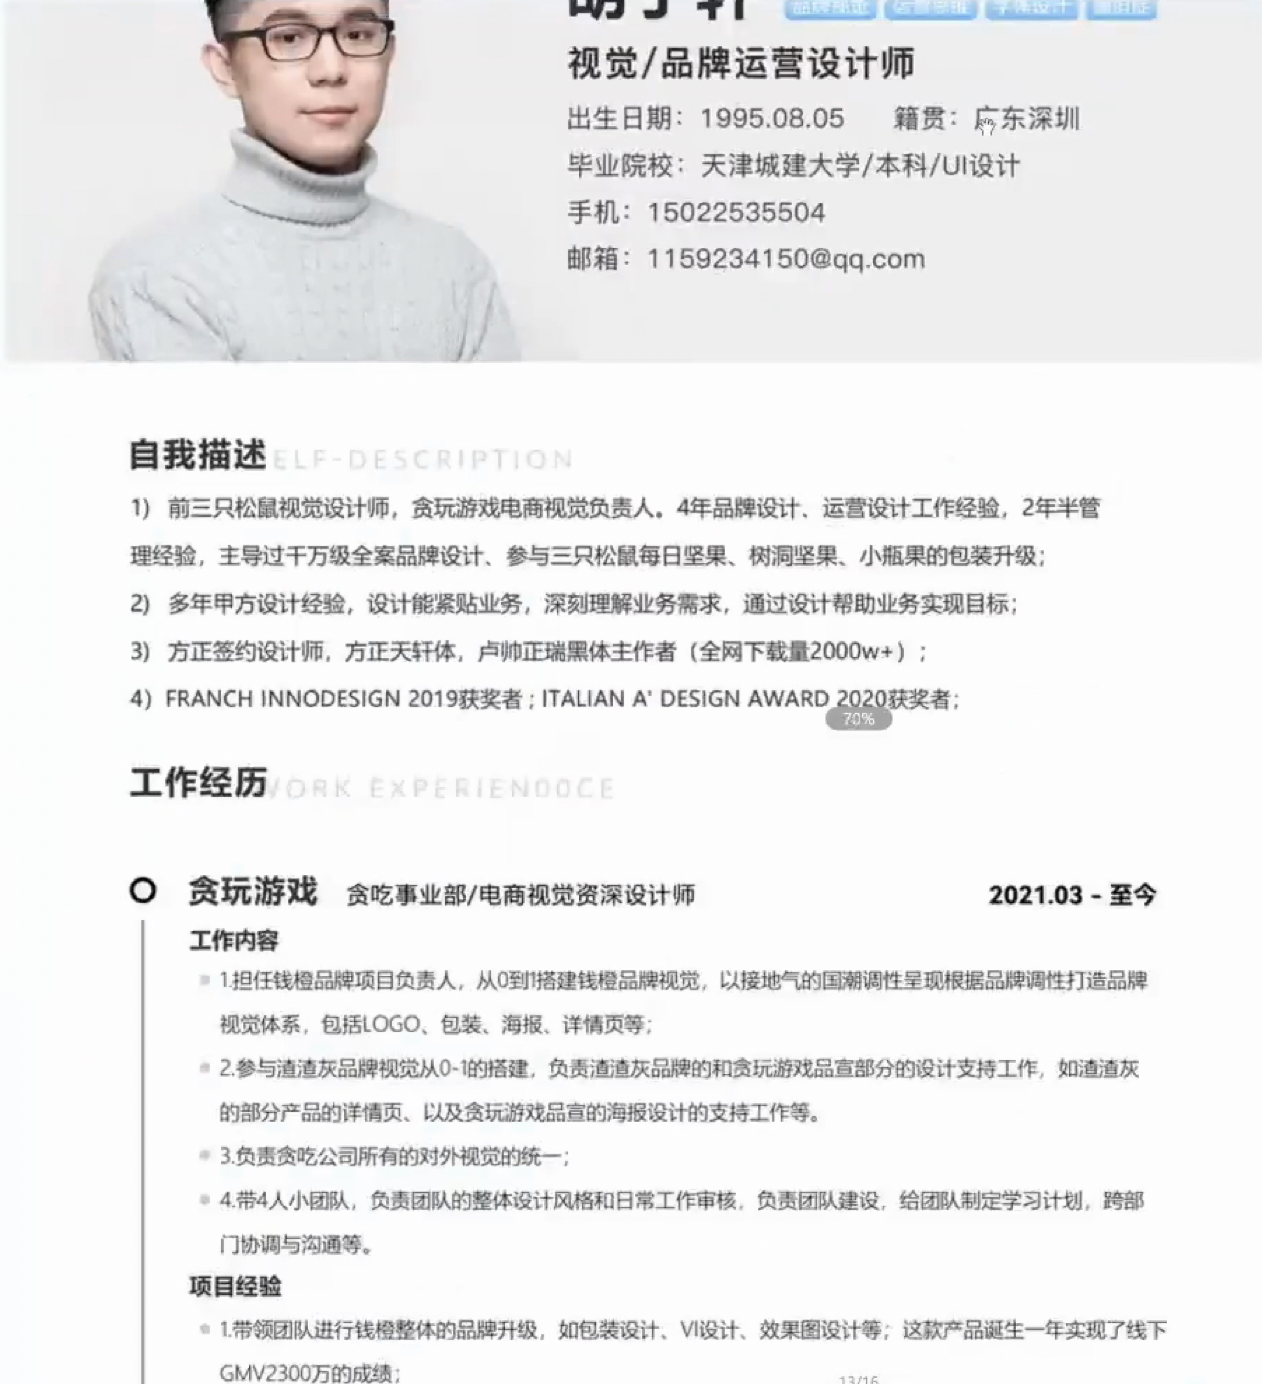 视觉/品牌运营设计师
出生日期：1995.08.05 籍贯：广东深圳
毕业院校：天津城建大学/本科/UI设计
手机：15022535504
邮箱：1159234150@qq.com
自我描述 ELF-DESCRIPTION
1） 前三只松鼠视觉设计师，贪玩游戏电商视觉负责人。4年品牌设计、运营设计工作经验，2年半管
理经验，主导过千万级全案品牌设计、参与三只松鼠每日坚果、树洞坚果、小瓶果的包装升级；
2） 多年甲方设计经验，设计能紧贴业务，深刻理解业务需求，通过设计帮助业务实现目标；
3） 方正签约设计师，方正天轩体，卢帅正瑞黑体主作者（全网下载量2000w+）；
4）FRANCH INNODESIGN 2019获奖者；ITALIAN A' DESIGN AWARD 2020获奖者；
70%
工作经历 WORK EXPERIEN00CE
贪玩游戏 贪吃事业部/电商视觉资深设计师 2021.03 - 至今
工作内容
1.担任钱橙品牌项目负责人，从0到1搭建钱橙品牌视觉，以接地气的国潮调性呈现根据品牌调性打造品牌
视觉体系，包括LOGO、包装、海报、详情页等；
2.参与渣渣灰品牌视觉从0-1的搭建，负责渣渣灰品牌的和贪玩游戏品宣部分的设计支持工作，如渣渣灰
的部分产品的详情页、以及贪玩游戏品宣的海报设计的支持工作等。
3.负责贪吃公司所有的对外视觉的统一；
4.带4人小团队，负责团队的整体设计风格和日常工作审核，负责团队建设，给团队制定学习计划，跨部
门协调与沟通等。
项目经验
1.带领团队进行钱橙整体的品牌升级，如包装设计、VI设计、效果图设计等；这款产品诞生一年实现了线下
GMV2300万的成绩；
13/16